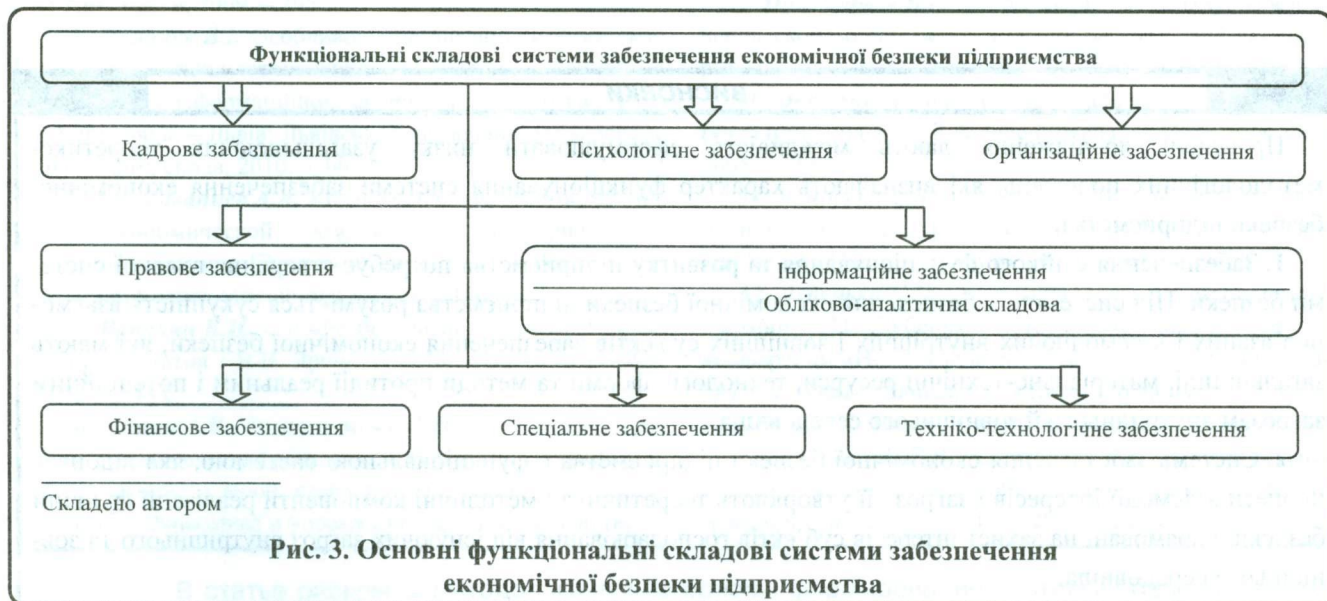 Функціональні складові системи забезпечення економічної безпеки підприємства
Кадрове забезпечення
Психологічне забезпечення
Організаційне забезпечення
Правове забезпечення
Інформаційне забезпечення
Обліково-аналітична складова
Фінансове забезпечення
Спеціальне забезпечення
Техніко-технологічне забезпечення
Складено автором
Рис. 3. Основні функціональні складові системи забезпечення
економічної безпеки підприємства